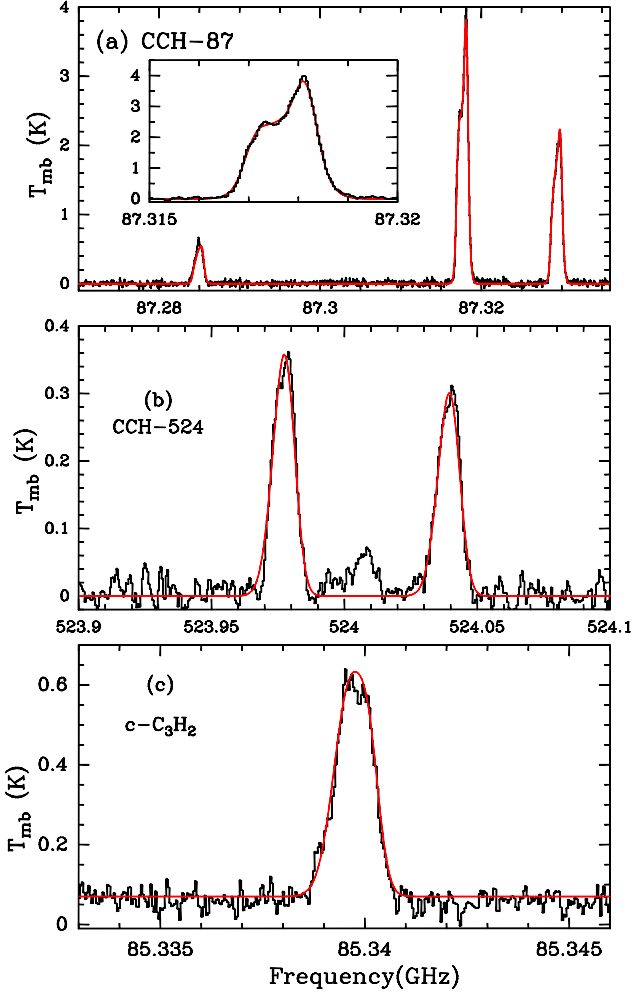 (a) CCH-87
T_mb (K)
4
3
2
1
0
4
3
2
1
0
87.315 87.32
87.28 87.3 87.32
(b)
CCH-524
T_mb (K)
0.4
0.3
0.2
0.1
0
523.9 523.95 524 524.05 524.1
(c)
c-C₃H₂
T_mb (K)
0.6
0.4
0.2
0
85.335 85.34 85.345
Frequency(GHz)